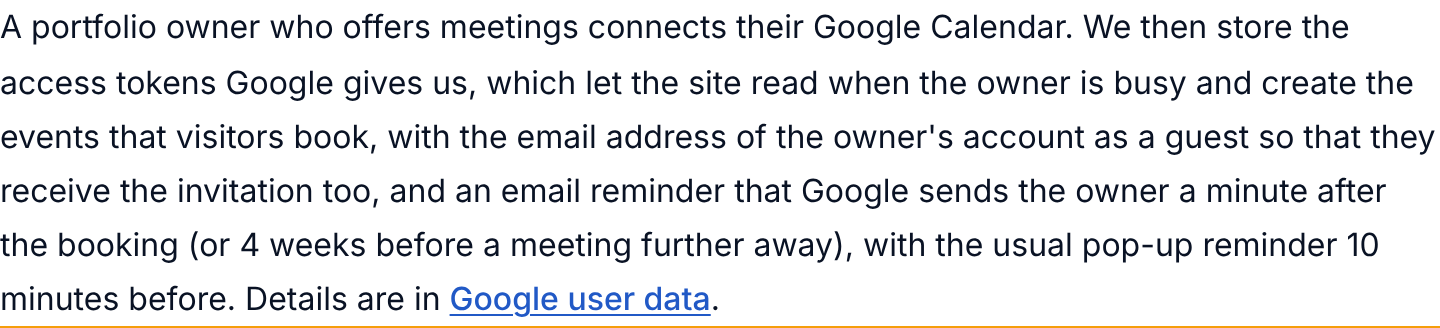 A portfolio owner who offers meetings connects their Google Calendar. We then store the
access tokens Google gives us, which let the site read when the owner is busy and create the
events that visitors book, with the email address of the owner's account as a guest so that they
receive the invitation too, and an email reminder that Google sends the owner a minute after
the booking (or 4 weeks before a meeting further away), with the usual pop-up reminder 10
minutes before. Details are in Google user data.